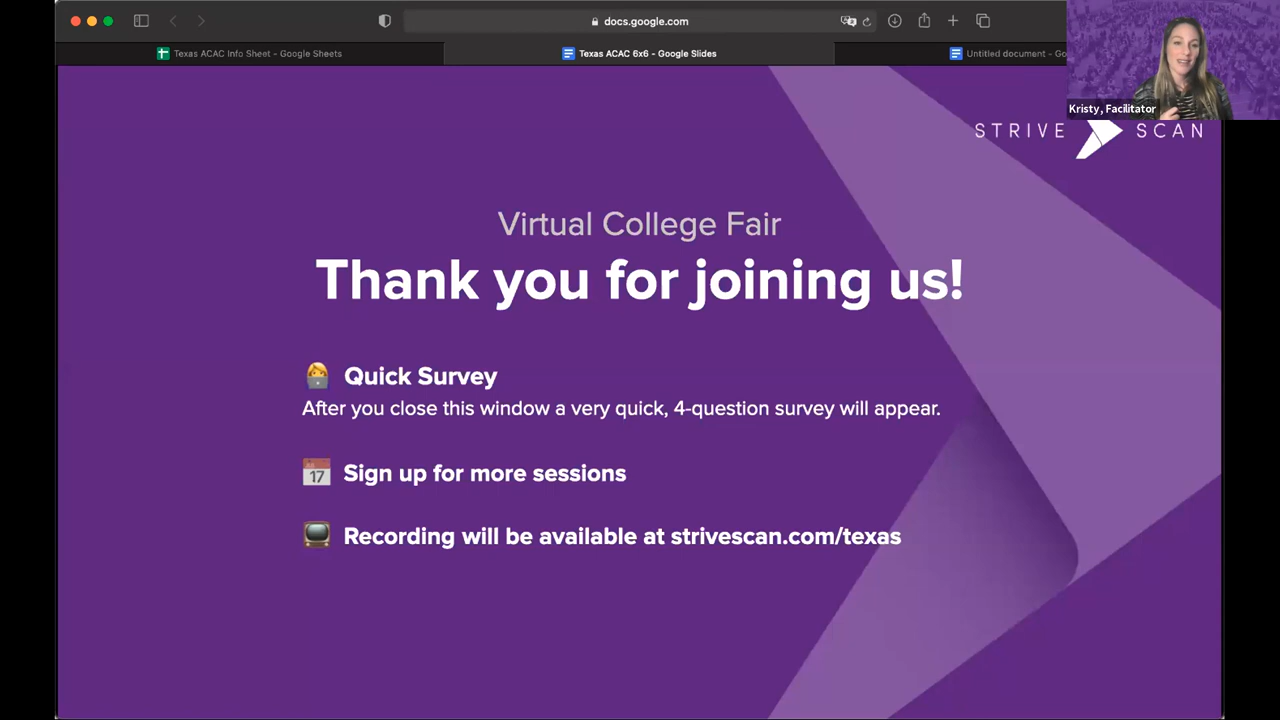 docs.google.com
Texas ACAC Info Sheet - Google Sheets
Texas ACAC 6x6 - Google Slides
Untitled document - Go
Kristy, Facilitator
STRIVE SCAN
Virtual College Fair
Thank you for joining us!
Quick Survey
After you close this window a very quick, 4-question survey will appear.
17
Sign up for more sessions
Recording will be available at strivescan.com/texas